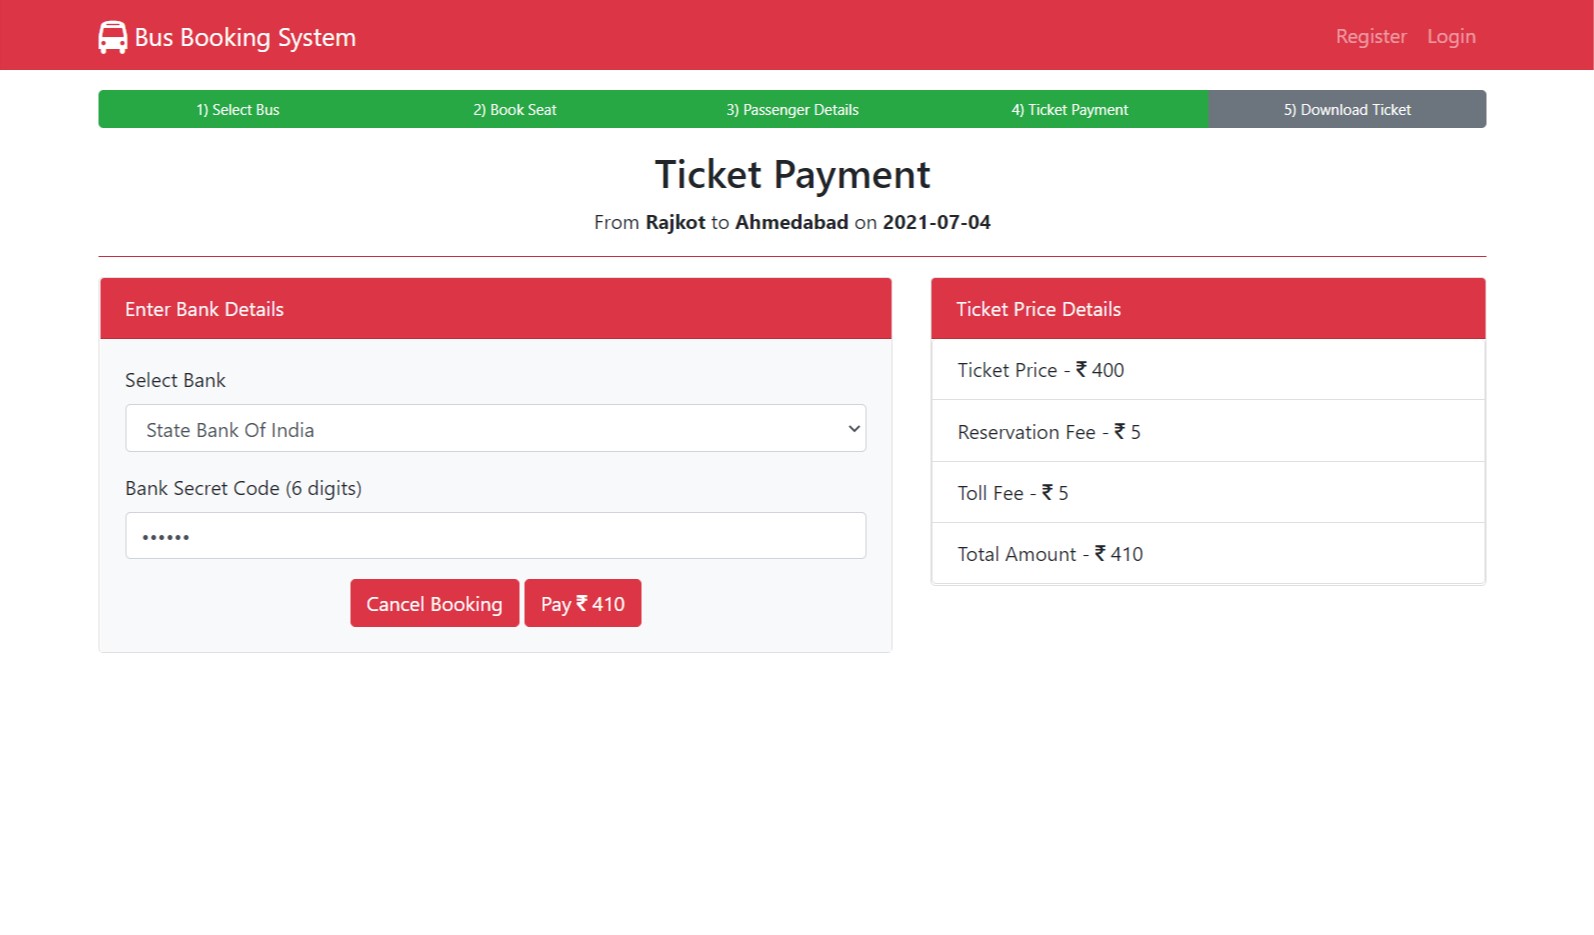 Bus Booking System
Register Login
1) Select Bus 2) Book Seat 3) Passenger Details 4) Ticket Payment 5) Download Ticket
Ticket Payment
From Rajkot to Ahmedabad on 2021-07-04
Enter Bank Details
Select Bank
State Bank Of India
Bank Secret Code (6 digits)
••••••
Cancel Booking Pay ₹ 410
Ticket Price Details
Ticket Price - ₹ 400
Reservation Fee - ₹ 5
Toll Fee - ₹ 5
Total Amount - ₹ 410